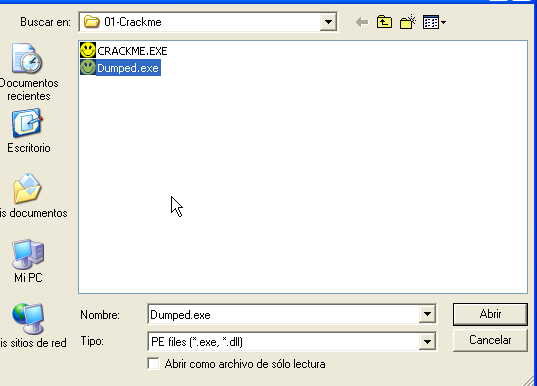 Buscar en:
01-Crackme
CRACKME.EXE
Dumped.exe
Documentos
recientes
Escritorio
is documentos
Mi PC
is sitios de red
Nombre:
Dumped.exe
Abrir
Tipo:
PE files (*.exe, *.dll)
Cancelar
Abrir como archivo de sólo lectura